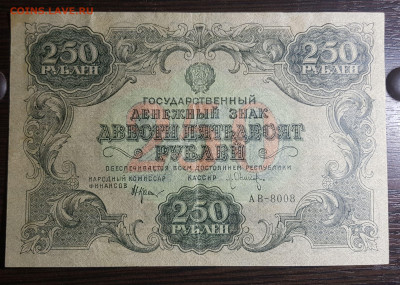 COINS.LAVE.RU
250 250
РУБЛЕЙ РУБЛЕЙ
ГОСУДАРСТВЕННЫЙ
ДЕНЕЖНЫЙ ЗНАК
250
ДВЕСТИ ПЯТЬДЕСЯТ
РУБЛЕЙ
ОБЕСПЕЧИВАЕТСЯ ВСЕМ ДОСТОЯНИЕМ РЕСПУБЛИКИ
НАРОДНЫЙ КОМИССАР КАССИР
ФИНАНСОВ
АВ-8008
250
РУБЛЕЙ